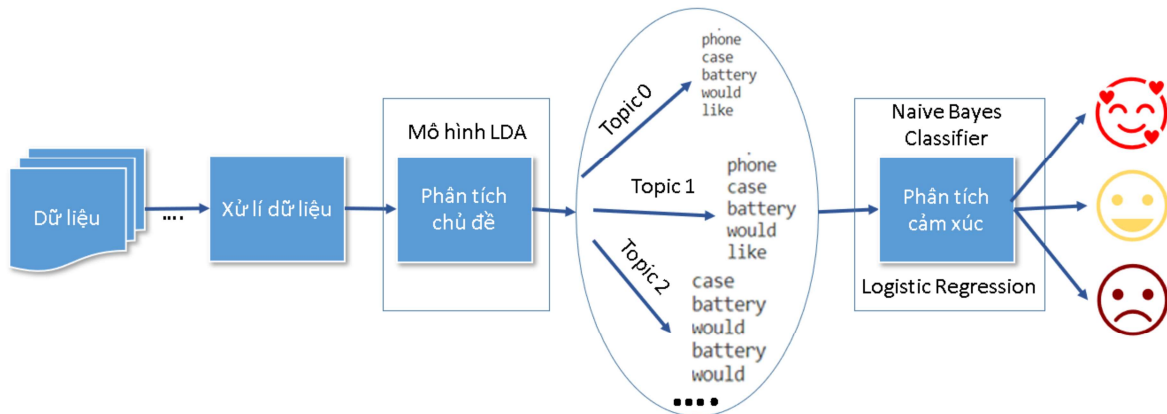 Dữ liệu
....
Xử lí dữ liệu
Mô hình LDA
Phân tích
chủ đề
Topic 0
phone
case
battery
would
like
Topic 1
phone
case
battery
would
like
Topic 2
case
battery
would
battery
would
....
Naive Bayes
Classifier
Phân tích
cảm xúc
Logistic Regression